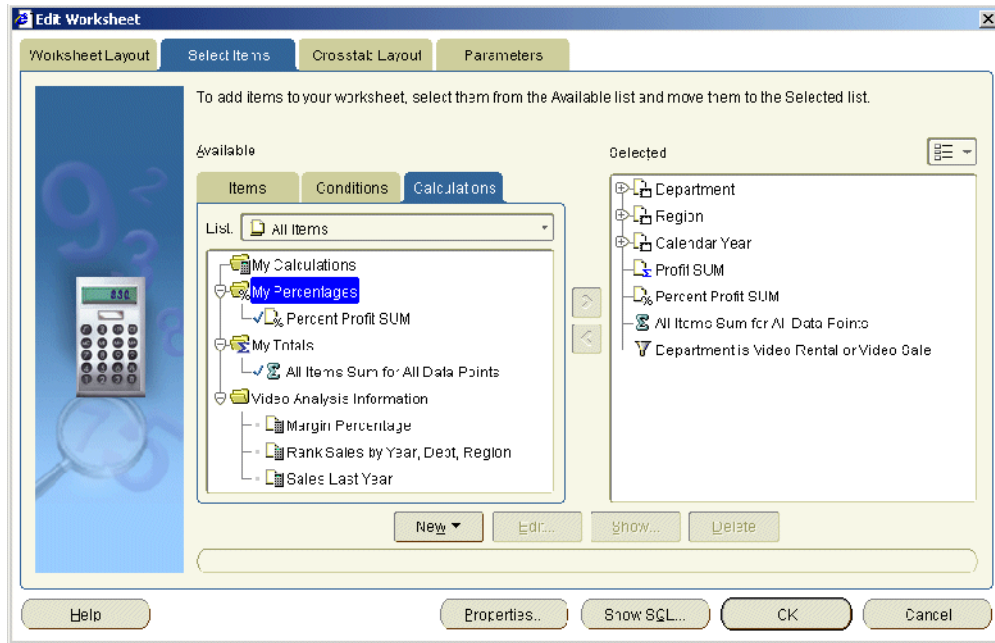 Edit Worksheet
Worksheet Layout
Select Items
Crosstab Layout
Parameters
To add items to your worksheet, select them from the Available list and move them to the Selected list.
Available
Selected
Items
Conditions
Calculations
List:
All Items
My Calculations
My Percentages
Percent Profit SUM
My Totals
All Items Sum for All Data Points
Video Analysis Information
Margin Percentage
Rank Sales by Year, Dept, Region
Sales Last Year
Department
Region
Calendar Year
Profit SUM
Percent Profit SUM
All Items Sum for All Data Points
Department is Video Rental or Video Sale
New
Edit...
Show...
Delete
Help
Properties...
Show SQL...
OK
Cancel